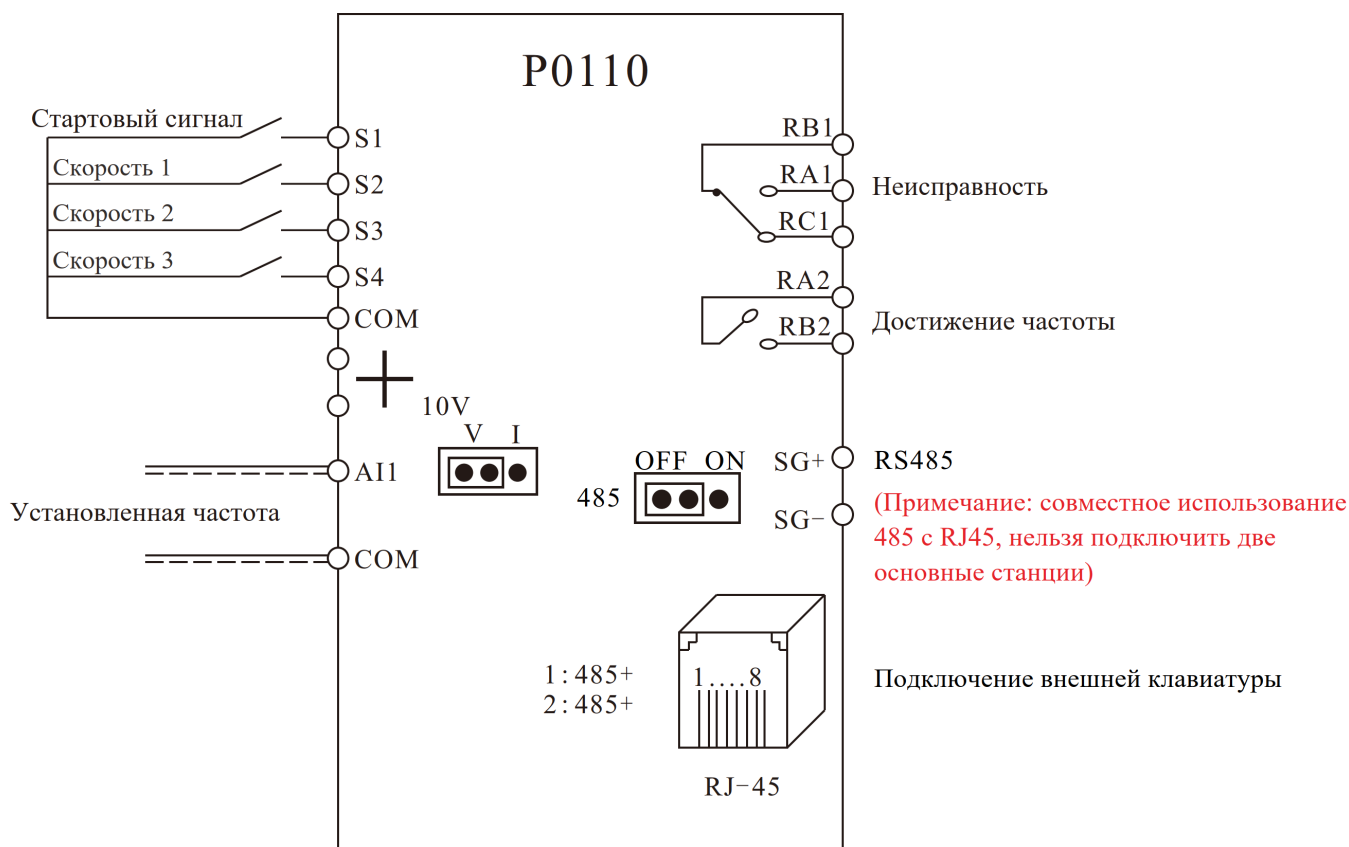 P0110
Стартовый сигнал
S1
Скорость 1
S2
Скорость 2
S3
Скорость 3
S4
COM
10V
V I
AI1
Установленная частота
COM
RB1
RA1
Неисправность
RC1
RA2
RB2
Достижение частоты
OFF ON
485
SG+
RS485
SG-
(Примечание: совместное использование
485 с RJ45, нельзя подключить две
основные станции)
1:485+
2:485+
1....8
Подключение внешней клавиатуры
RJ-45